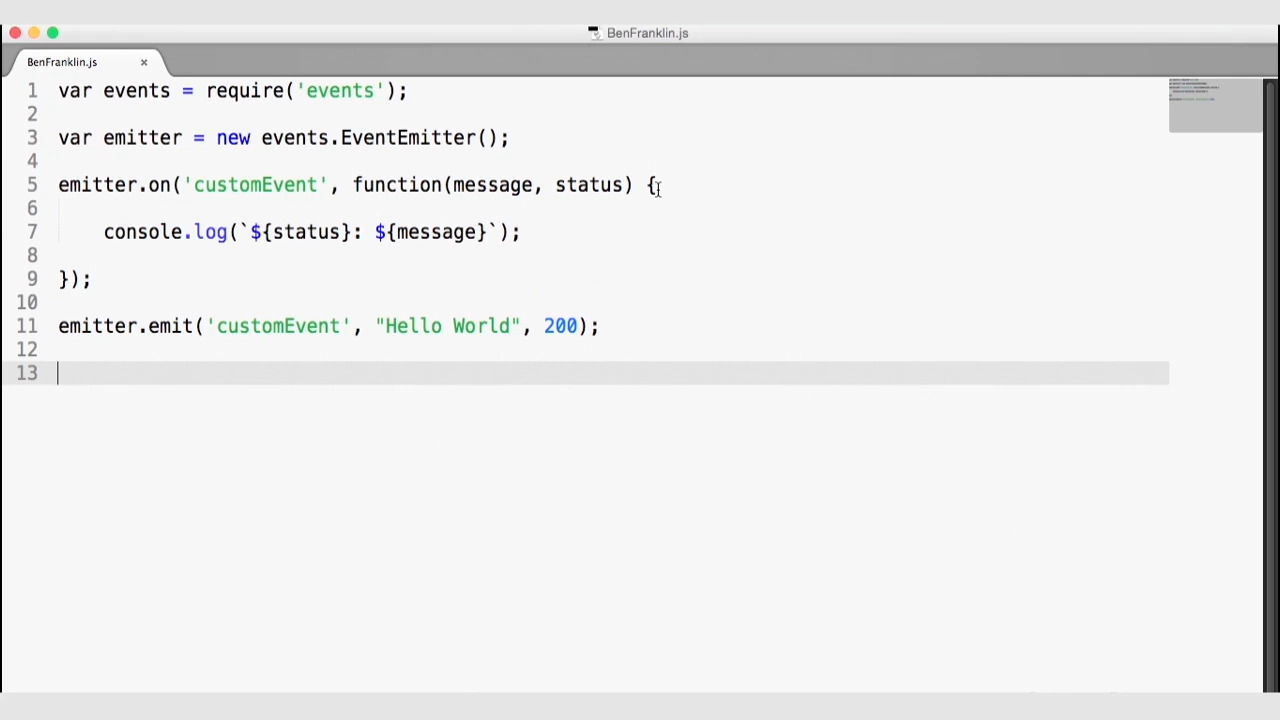 BenFranklin.js
BenFranklin.js ×
1 var events = require('events');
2
3 var emitter = new events.EventEmitter();
4
5 emitter.on('customEvent', function(message, status) {
6
7     console.log(`${status}: ${message}`);
8
9 });
10
11 emitter.emit('customEvent', "Hello World", 200);
12
13